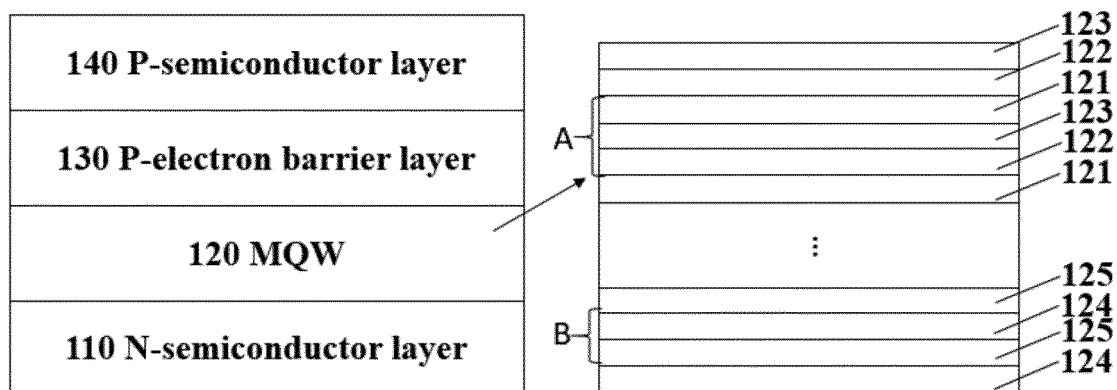 140 P-semiconductor layer
130 P-electron barrier layer
120 MQW
110 N-semiconductor layer
123
122
121
A
123
122
121
...
125
124
B
125
124